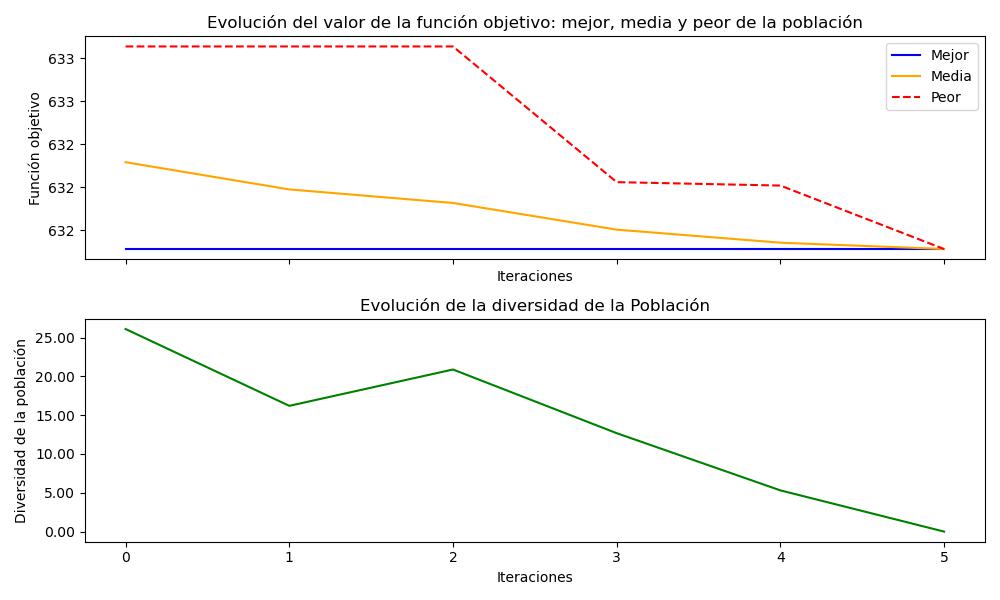 Evolución del valor de la función objetivo: mejor, media y peor de la población
Función objetivo
633
633
632
632
632
Mejor
Media
Peor
Iteraciones
Evolución de la diversidad de la Población
Diversidad de la población
25.00
20.00
15.00
10.00
5.00
0.00
0 1 2 3 4 5
Iteraciones